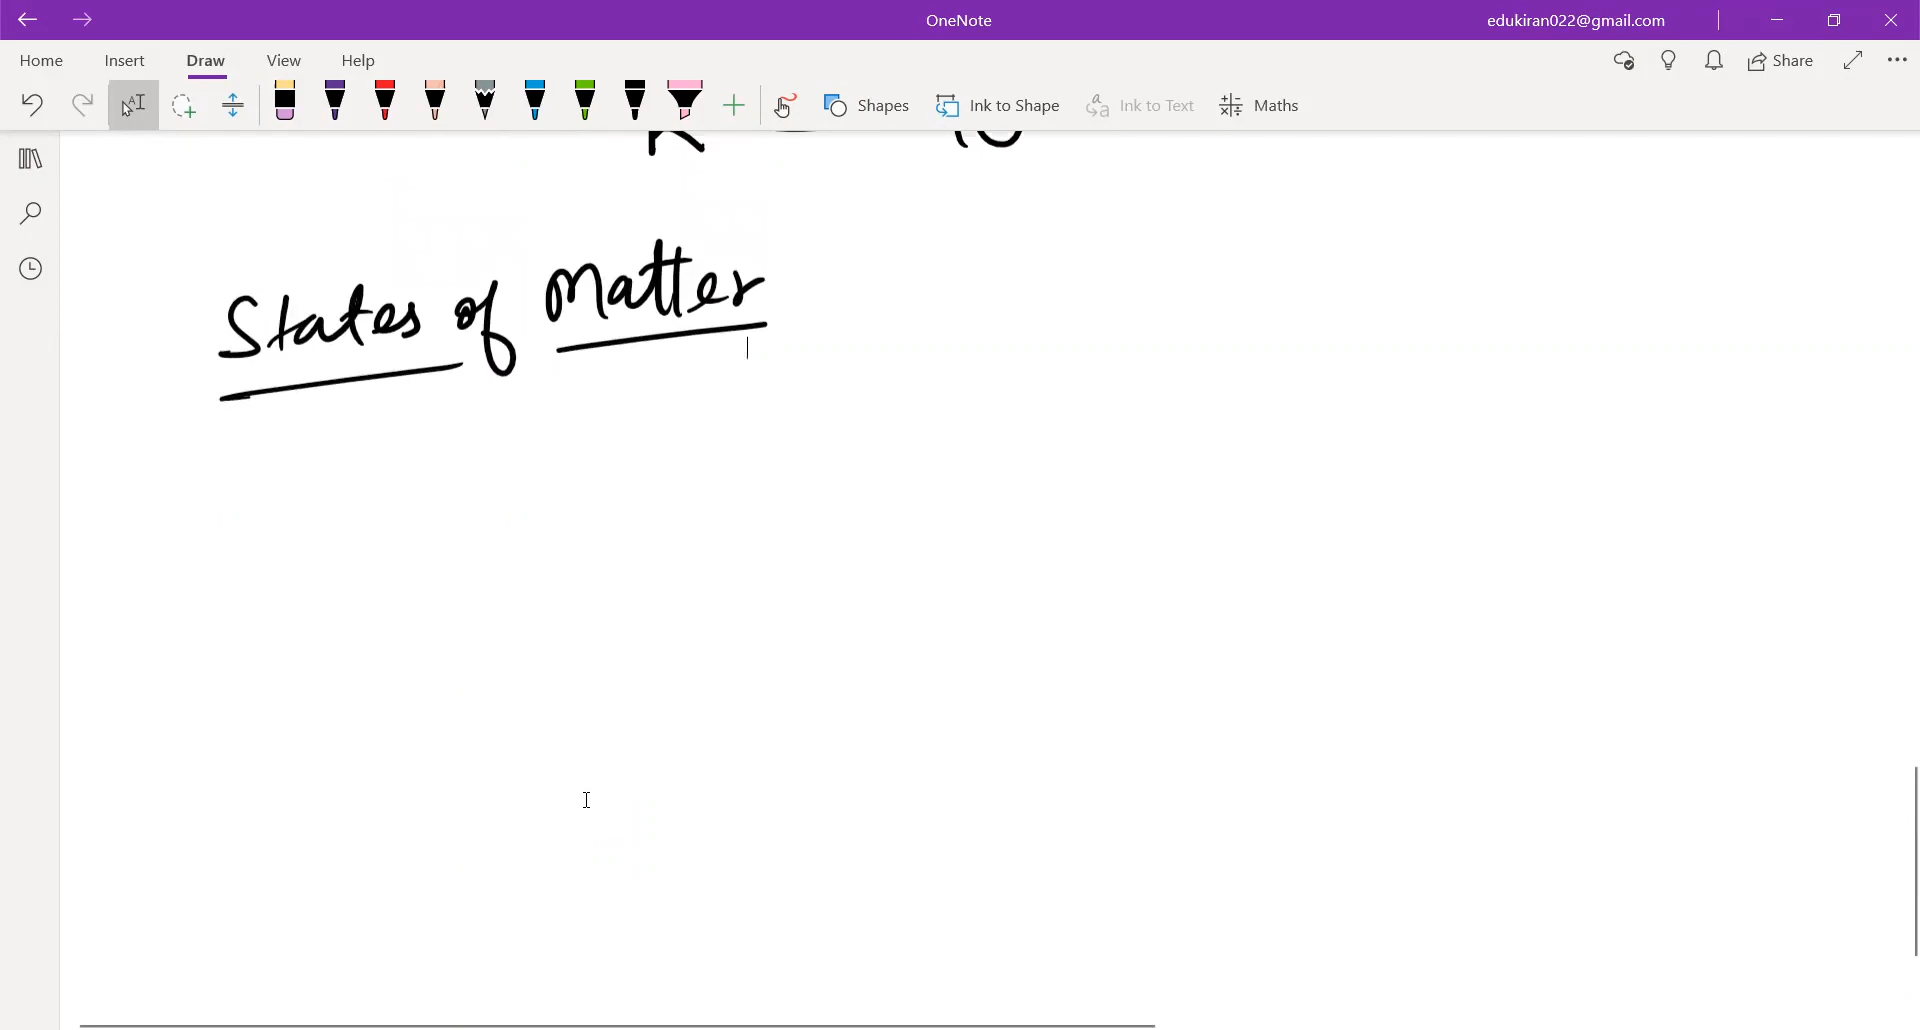 OneNote
edukiran022@gmail.com
Home Insert Draw View Help
Share
Shapes Ink to Shape Ink to Text Maths
States of Matter